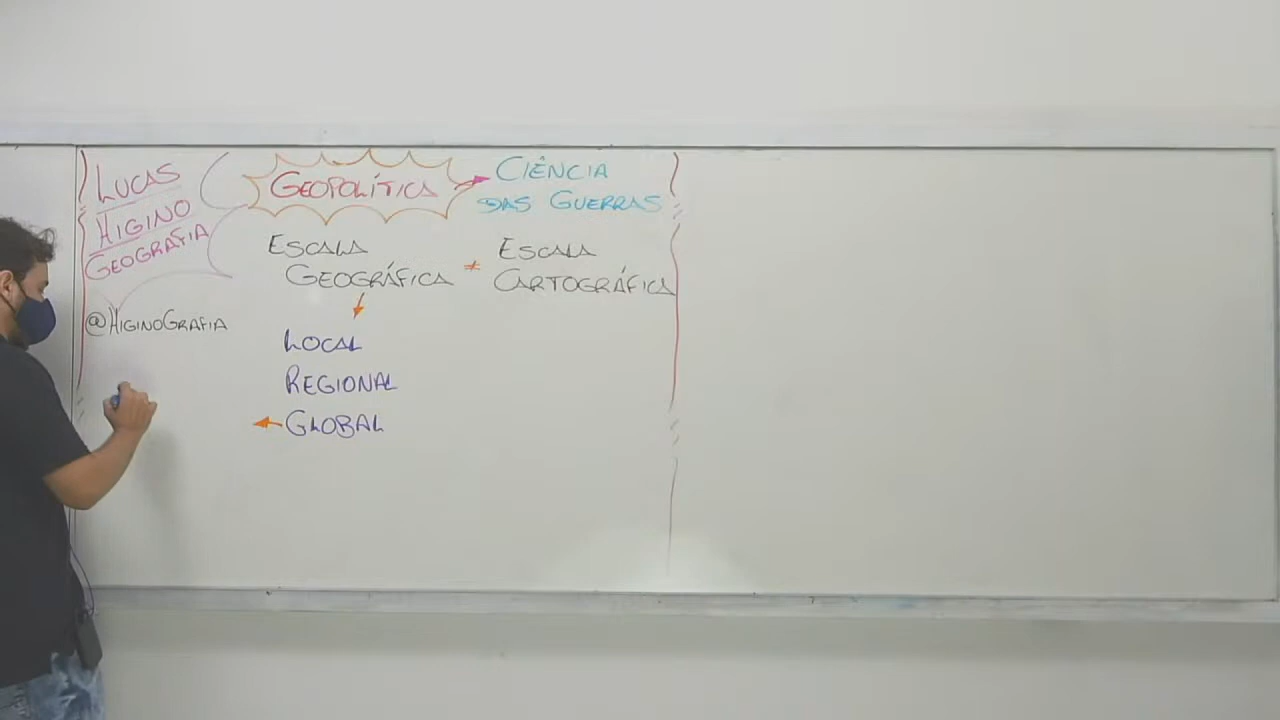 LUCAS
HIGINO
GEOGRAFIA
@HIGINOGRAFIA
GEOPOLÍTICA
CIÊNCIA
DAS GUERRAS
ESCALA
GEOGRÁFICA ≠ ESCALA
CARTOGRÁFICA
LOCAL
REGIONAL
GLOBAL